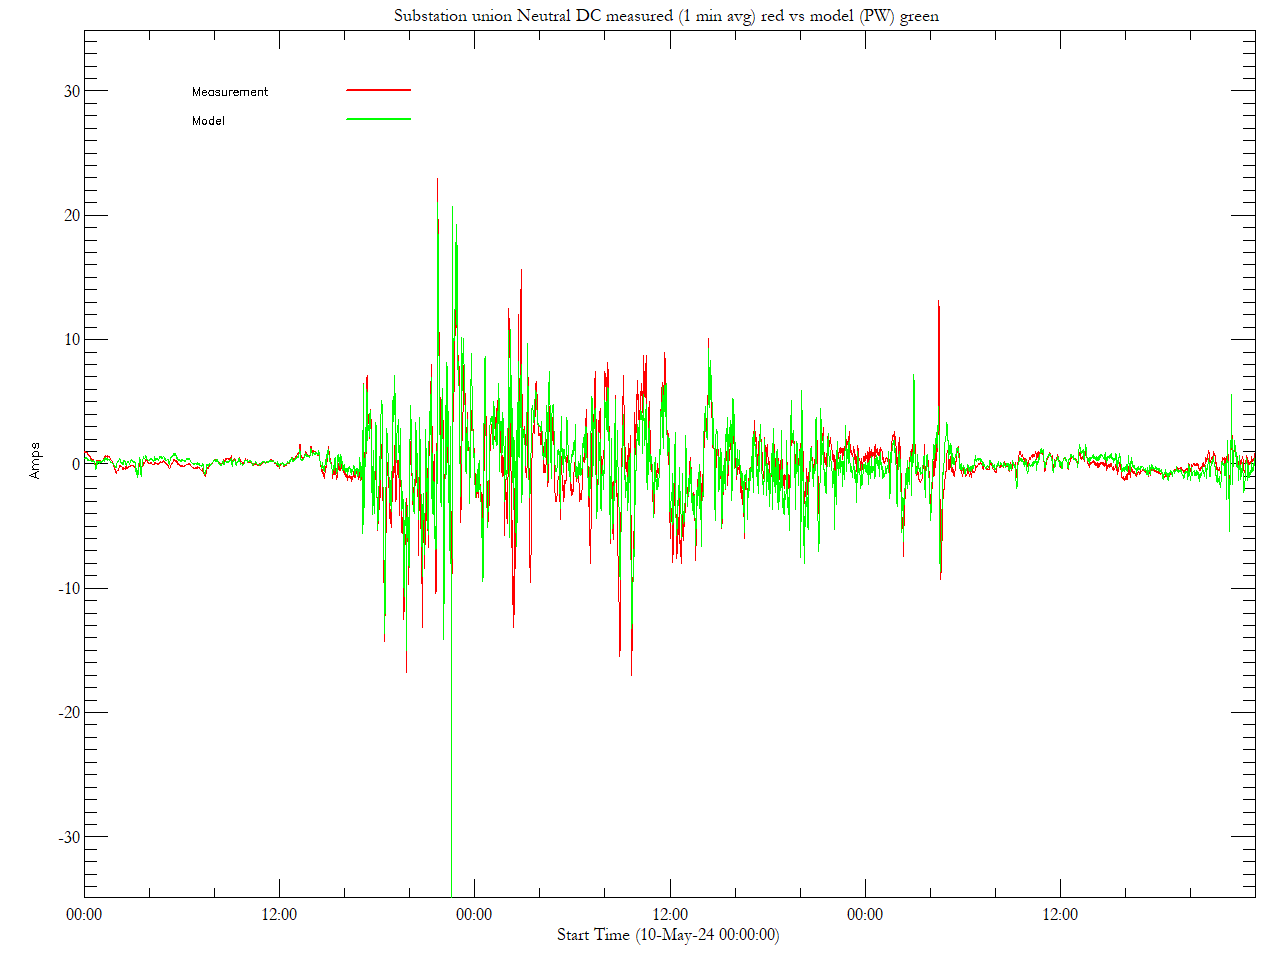 Substation union Neutral DC measured (1 min avg) red vs model (PW) green
Measurement
Model
30
20
10
0
-10
-20
-30
Amps
00:00 12:00 00:00 12:00 00:00 12:00
Start Time (10-May-24 00:00:00)